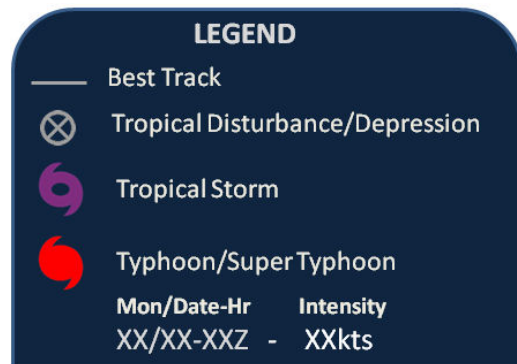 LEGEND
Best Track
Tropical Disturbance/Depression
Tropical Storm
Typhoon/Super Typhoon
Mon/Date-Hr Intensity
XX/XX-XXZ - XXkts